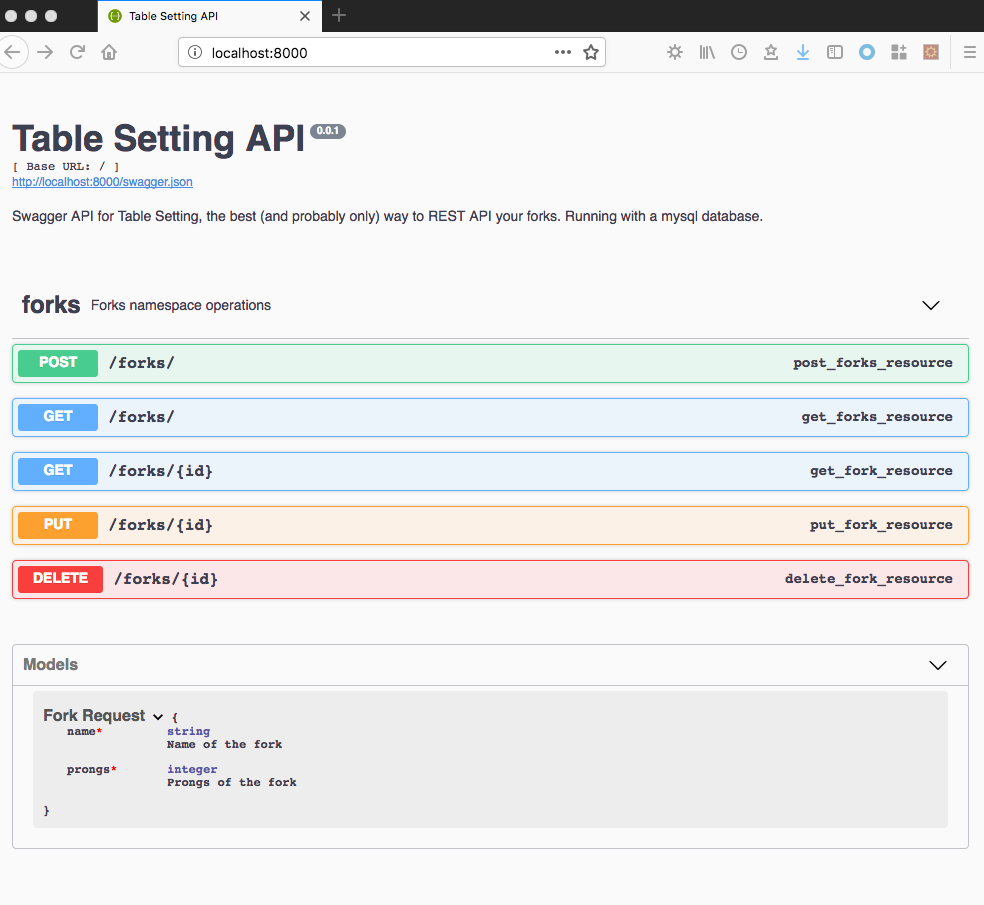 Table Setting API
localhost:8000
Table Setting API 0.0.1
[ Base URL: / ]
http://localhost:8000/swagger.json
Swagger API for Table Setting, the best (and probably only) way to REST API your forks. Running with a mysql database.
forks Forks namespace operations
POST /forks/ post_forks_resource
GET /forks/ get_forks_resource
GET /forks/{id} get_fork_resource
PUT /forks/{id} put_fork_resource
DELETE /forks/{id} delete_fork_resource
Models
Fork Request {
name* string
Name of the fork
prongs* integer
Prongs of the fork
}